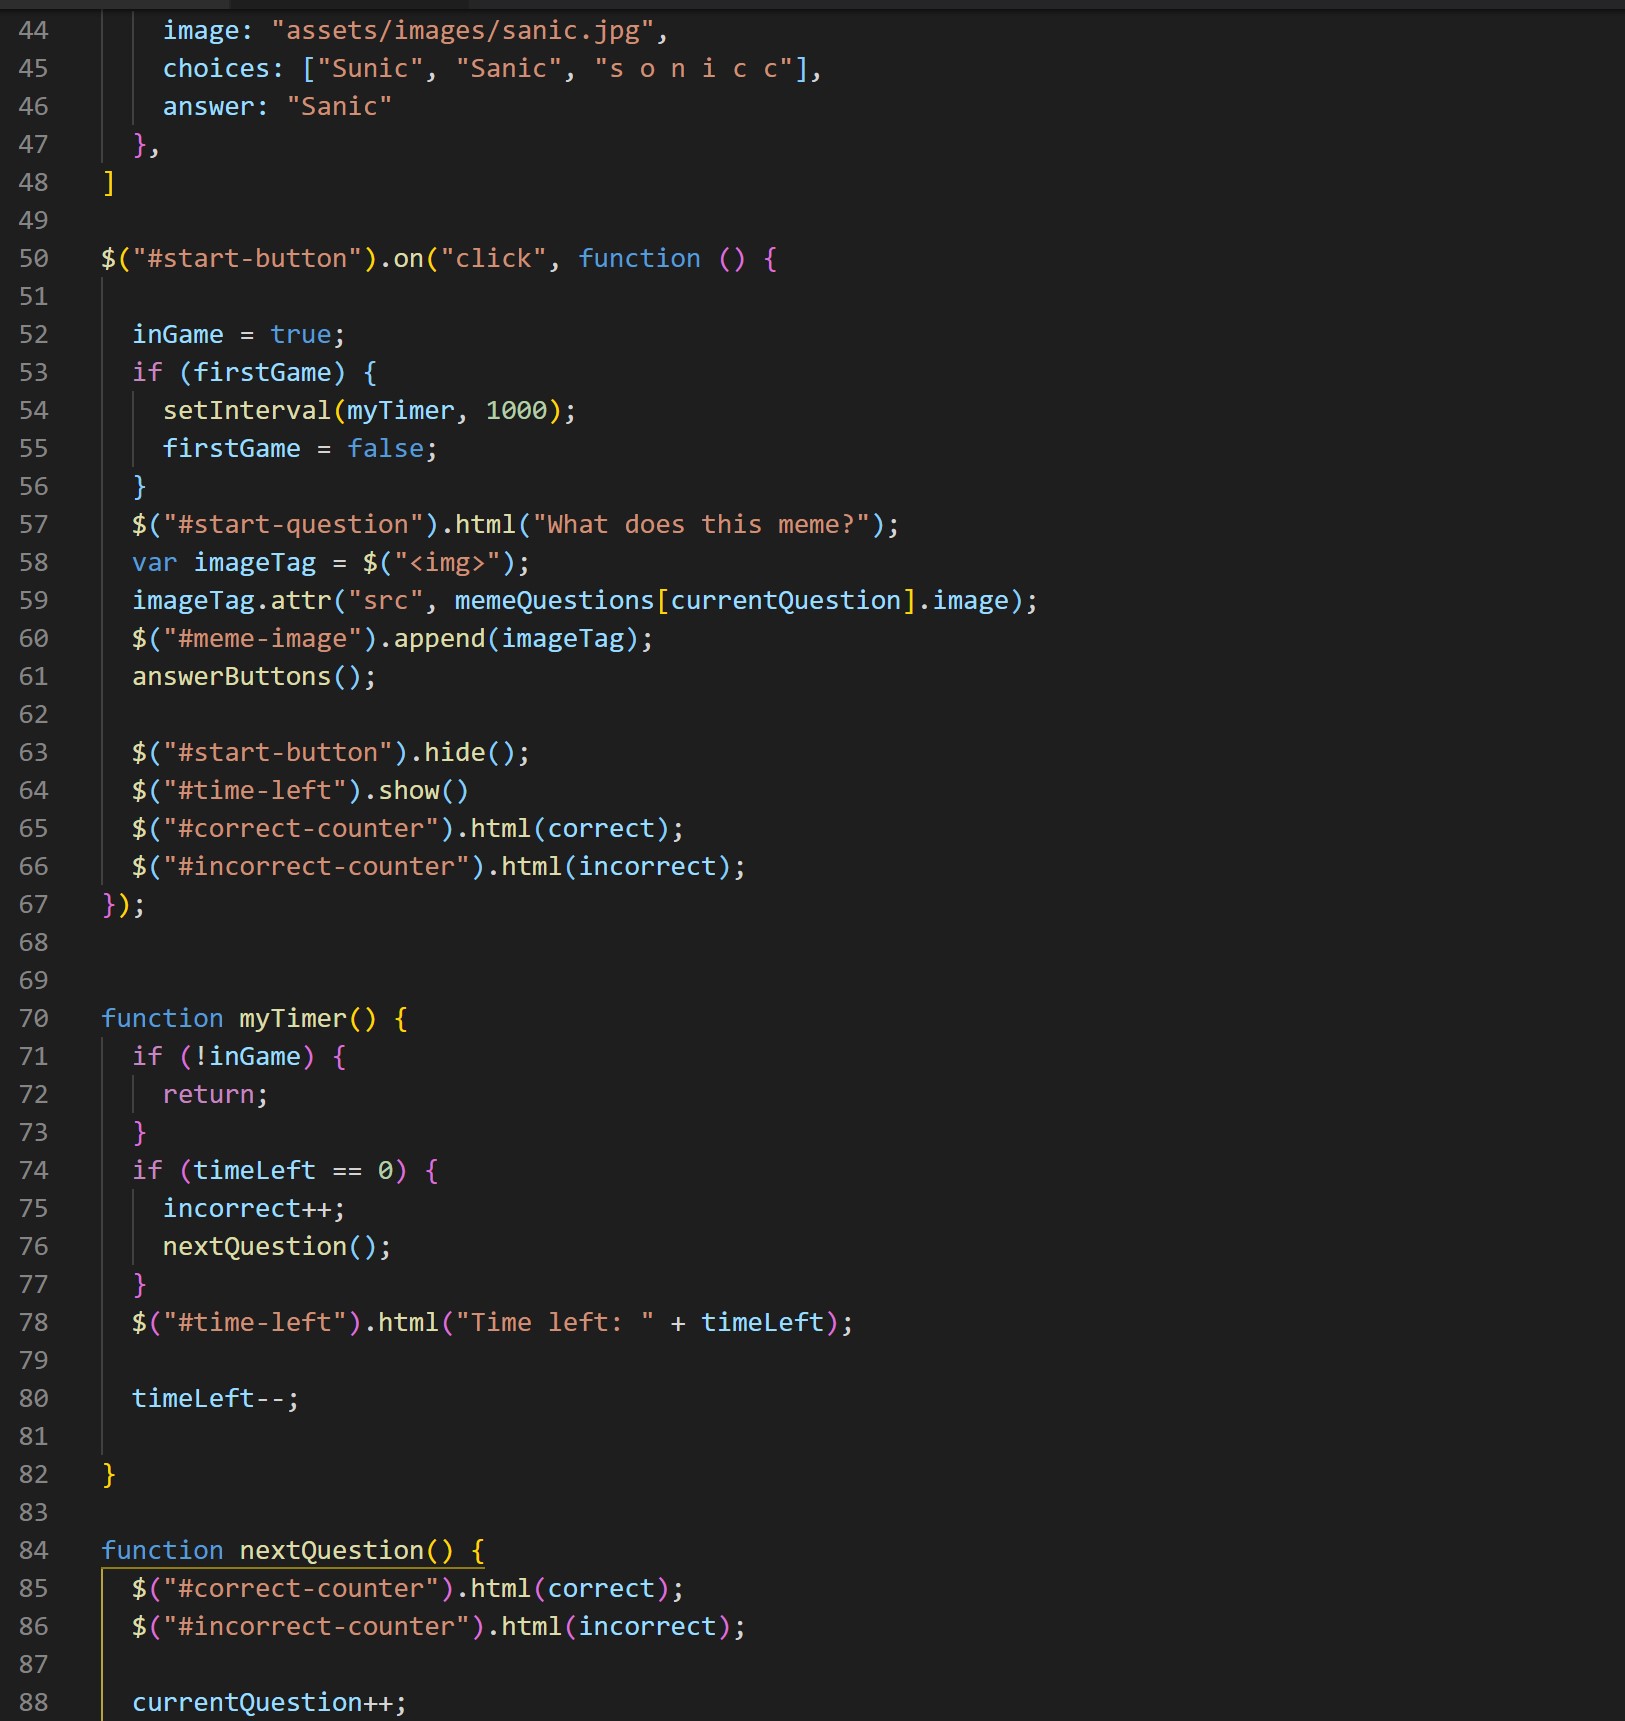 44 image: "assets/images/sanic.jpg",
45 choices: ["Sunic", "Sanic", "s o n i c c"],
46 answer: "Sanic"
47 },
48 ]
49
50 $("#start-button").on("click", function () {
51
52 inGame = true;
53 if (firstGame) {
54 setInterval(myTimer, 1000);
55 firstGame = false;
56 }
57 $("#start-question").html("What does this meme?");
58 var imageTag = $("<img>");
59 imageTag.attr("src", memeQuestions[currentQuestion].image);
60 $("#meme-image").append(imageTag);
61 answerButtons();
62
63 $("#start-button").hide();
64 $("#time-left").show()
65 $("#correct-counter").html(correct);
66 $("#incorrect-counter").html(incorrect);
67 });
68
69
70 function myTimer() {
71 if (!inGame) {
72 return;
73 }
74 if (timeLeft == 0) {
75 incorrect++;
76 nextQuestion();
77 }
78 $("#time-left").html("Time left: " + timeLeft);
79
80 timeLeft--;
81
82 }
83
84 function nextQuestion() {
85 $("#correct-counter").html(correct);
86 $("#incorrect-counter").html(incorrect);
87
88 currentQuestion++;